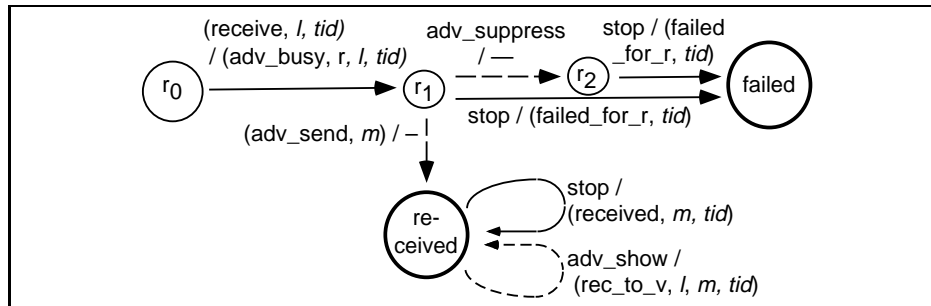 (receive, l, tid)
/ (adv_busy, r, l, tid)
adv_suppress
/ —
stop / (failed
_for_r, tid)
r0
r1
r2
failed
stop / (failed_for_r, tid)
(adv_send, m) / –
re-
ceived
stop /
(received, m, tid)
adv_show /
(rec_to_v, l, m, tid)